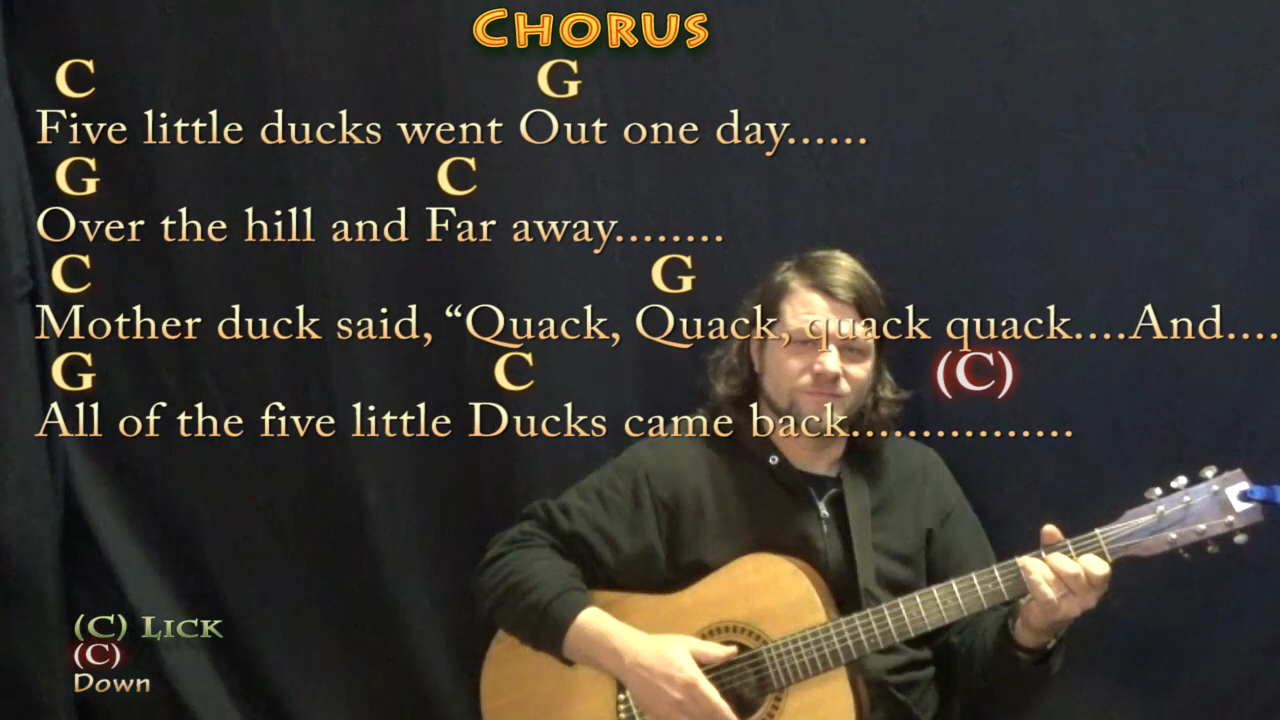 CHORUS
C G
Five little ducks went Out one day......
G C
Over the hill and Far away........
C G
Mother duck said, “Quack, Quack, quack quack....And....
G C (C)
All of the five little Ducks came back................
(C) LICK
(C)
Down